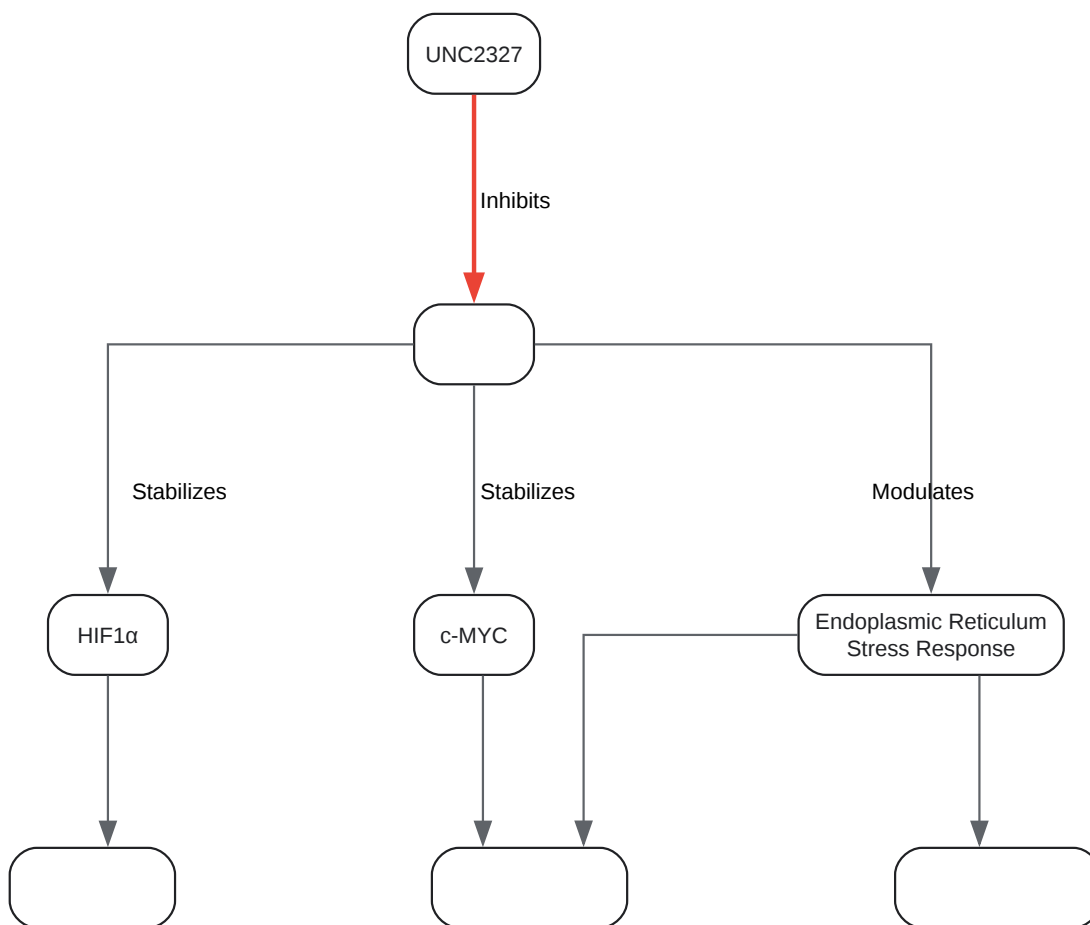 UNC2327
Inhibits
Stabilizes
Stabilizes
Modulates
HIF1α
c-MYC
Endoplasmic Reticulum
Stress Response